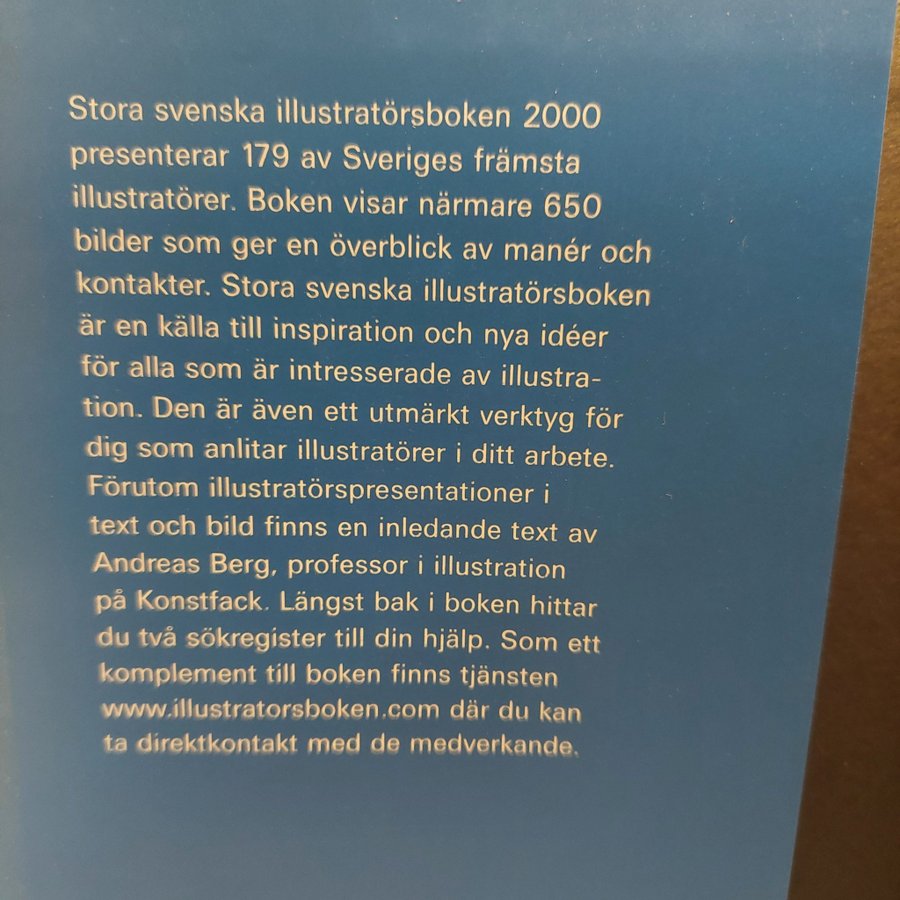 Stora svenska illustratörsboken 2000
presenterar 179 av Sveriges främsta
illustratörer. Boken visar närmare 650
bilder som ger en överblick av manér och
kontakter. Stora svenska illustratörsboken
är en källa till inspiration och nya idéer
för alla som är intresserade av illustra-
tion. Den är även ett utmärkt verktyg för
dig som anlitar illustratörer i ditt arbete.
Förutom illustratörspresentationer i
text och bild finns en inledande text av
Andreas Berg, professor i illustration
på Konstfack. Längst bak i boken hittar
du två sökregister till din hjälp. Som ett
komplement till boken finns tjänsten
www.illustratorsboken.com där du kan
ta direktkontakt med de medverkande.